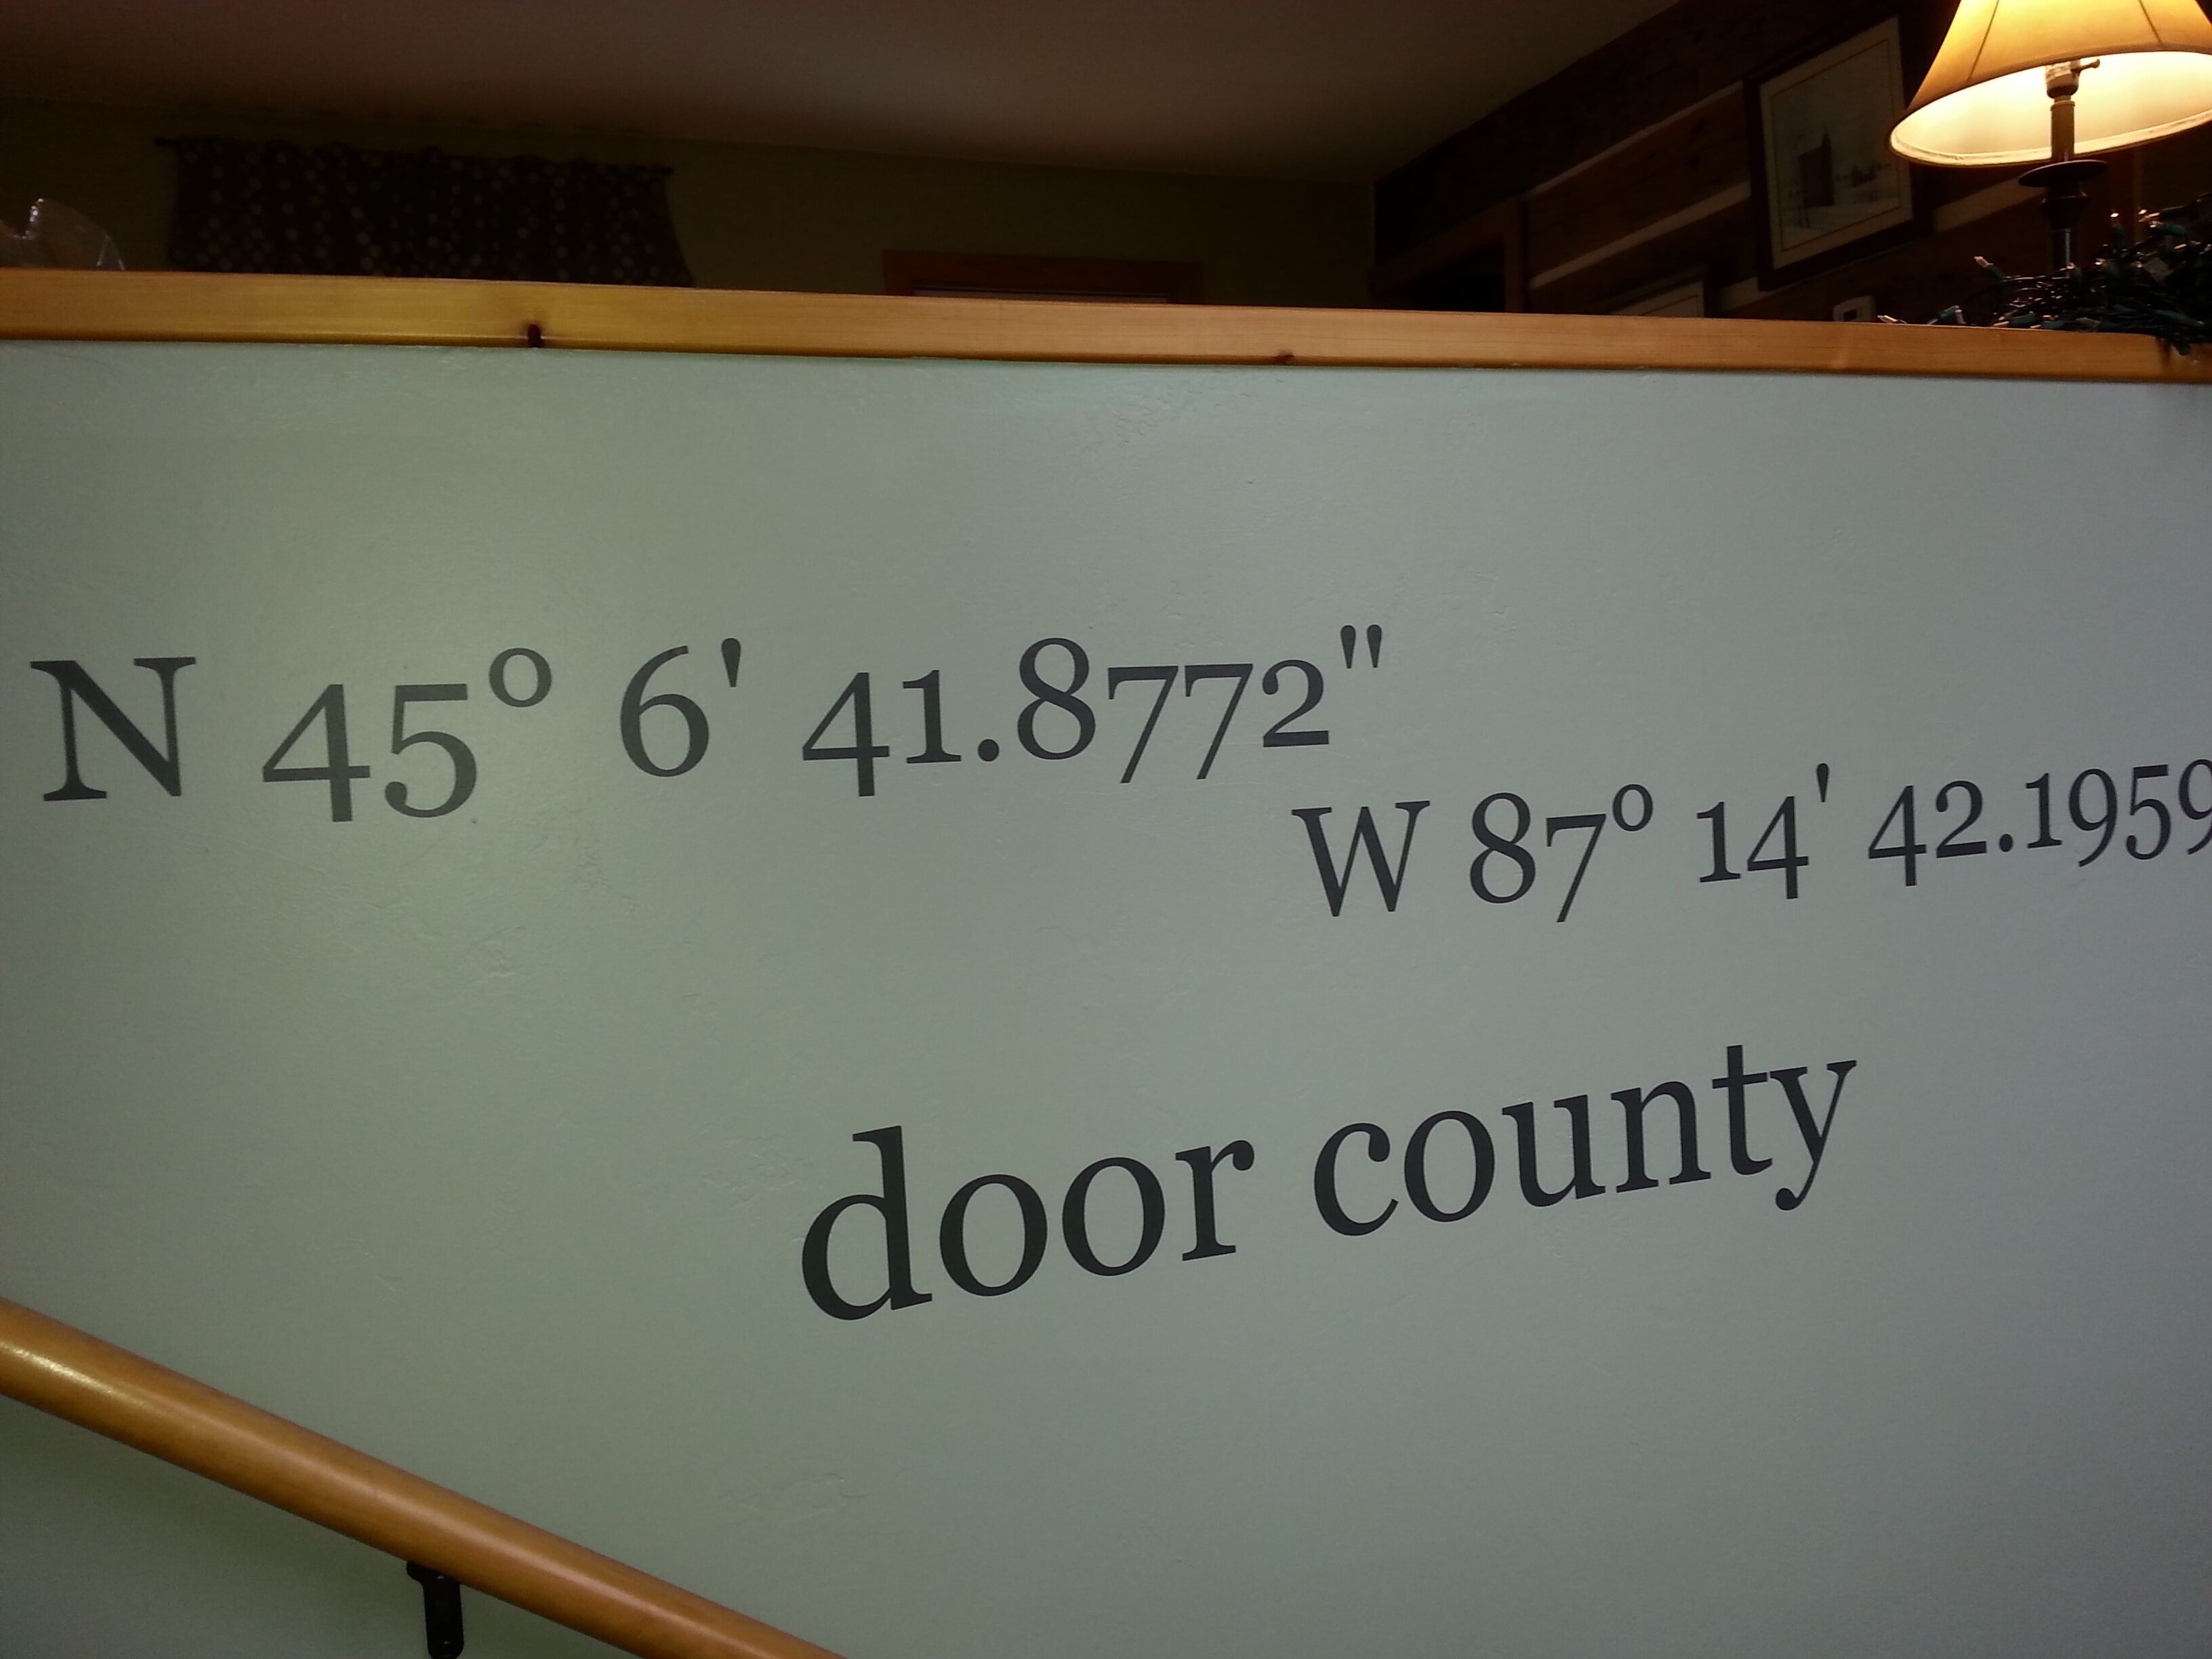 N 45° 6' 41.8772"
W 87° 14' 42.1959
door county